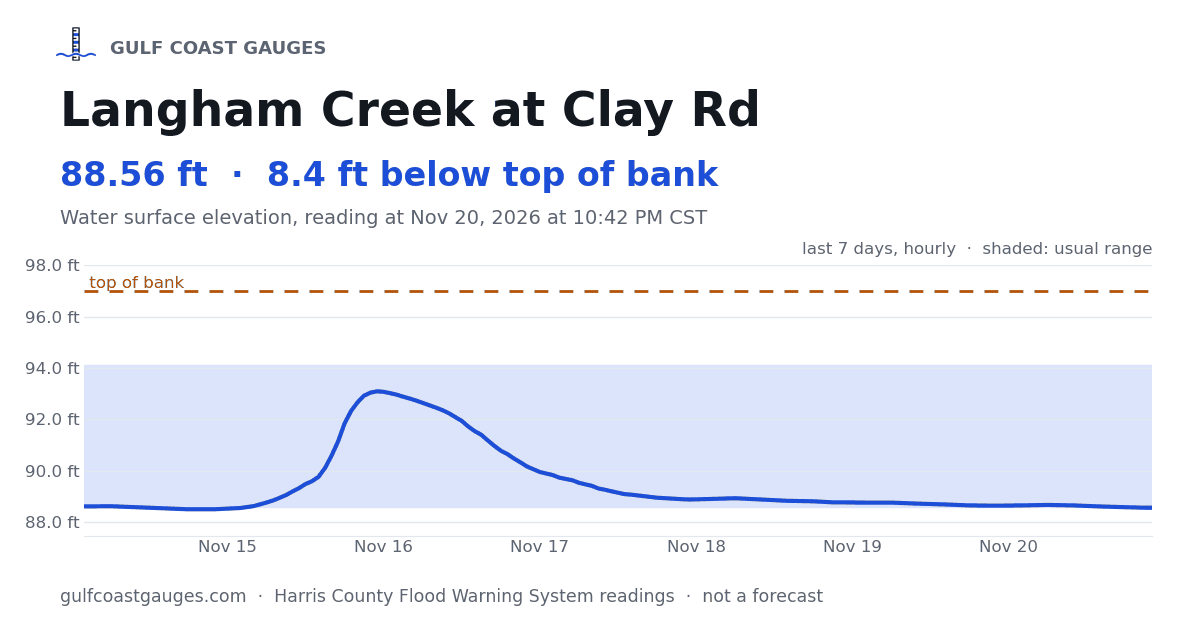 GULF COAST GAUGES
Langham Creek at Clay Rd
88.56 ft · 8.4 ft below top of bank
Water surface elevation, reading at Nov 20, 2026 at 10:42 PM CST
last 7 days, hourly · shaded: usual range
98.0 ft
top of bank
96.0 ft
94.0 ft
92.0 ft
90.0 ft
88.0 ft
Nov 15 Nov 16 Nov 17 Nov 18 Nov 19 Nov 20
gulfcoastgauges.com · Harris County Flood Warning System readings · not a forecast